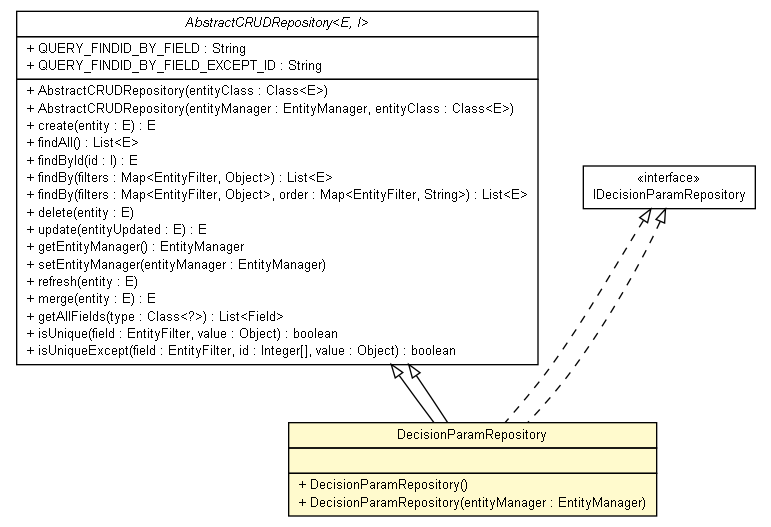 AbstractCRUDRepository<E, I>
+ QUERY_FINDID_BY_FIELD : String
+ QUERY_FINDID_BY_FIELD_EXCEPT_ID : String
+ AbstractCRUDRepository(entityClass : Class<E>)
+ AbstractCRUDRepository(entityManager : EntityManager, entityClass : Class<E>)
+ create(entity : E) : E
+ findAll() : List<E>
+ findById(id : I) : E
+ findBy(filters : Map<EntityFilter, Object>) : List<E>
+ findBy(filters : Map<EntityFilter, Object>, order : Map<EntityFilter, String>) : List<E>
+ delete(entity : E)
+ update(entityUpdated : E) : E
+ getEntityManager() : EntityManager
+ setEntityManager(entityManager : EntityManager)
+ refresh(entity : E)
+ merge(entity : E) : E
+ getAllFields(type : Class<?>) : List<Field>
+ isUnique(field : EntityFilter, value : Object) : boolean
+ isUniqueExcept(field : EntityFilter, id : Integer[], value : Object) : boolean
«interface»
IDecisionParamRepository
DecisionParamRepository
+ DecisionParamRepository()
+ DecisionParamRepository(entityManager : EntityManager)